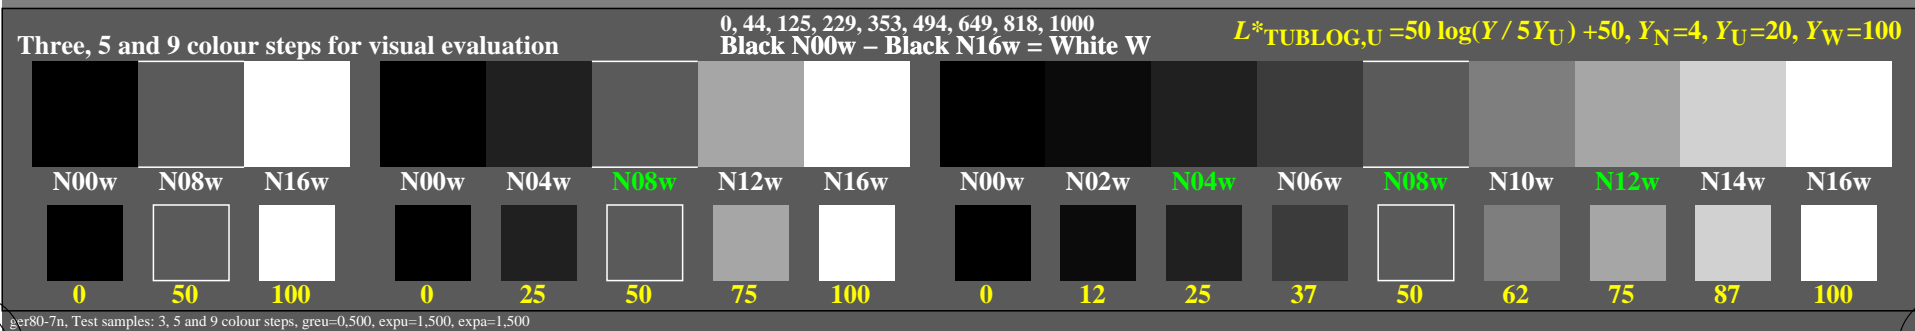 Three, 5 and 9 colour steps for visual evaluation
0, 44, 125, 229, 353, 494, 649, 818, 1000
Black N00w – Black N16w = White W
L*TUBLOG,U =50 log(Y / 5YU) +50, YN=4, YU=20, YW=100
N00w N08w N16w N00w N04w N08w N12w N16w N00w N02w N04w N06w N08w N10w N12w N14w N16w
0 50 100 0 25 50 75 100 0 12 25 37 50 62 75 87 100
ger80-7n, Test samples: 3, 5 and 9 colour steps, greu=0,500, expu=1,500, expa=1,500